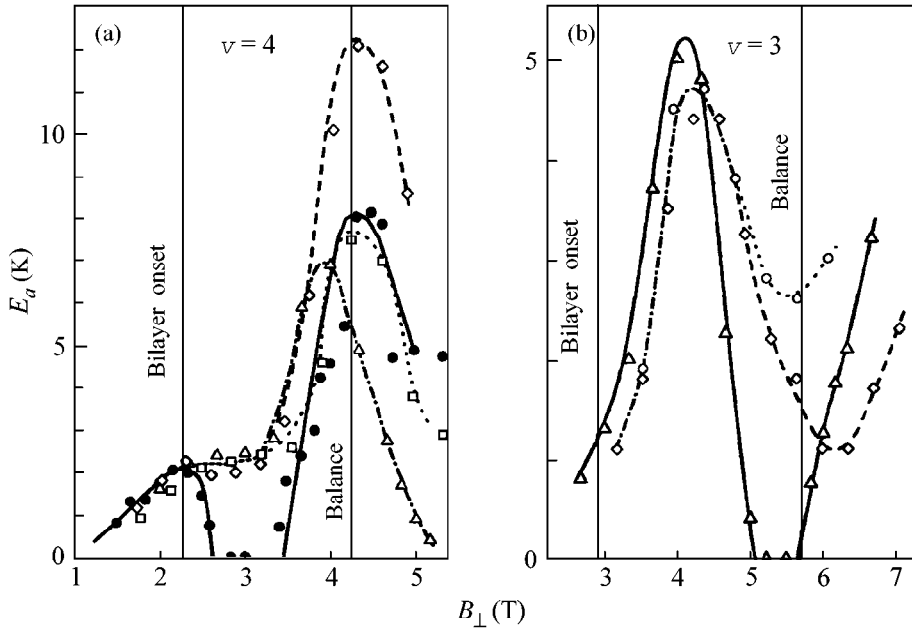 (a)
ν = 4
Bilayer onset
Balance
10
5
0
1
2
3
4
5
E_a (K)
(b)
ν = 3
Bilayer onset
Balance
5
0
3
4
5
6
7
B_⊥ (T)